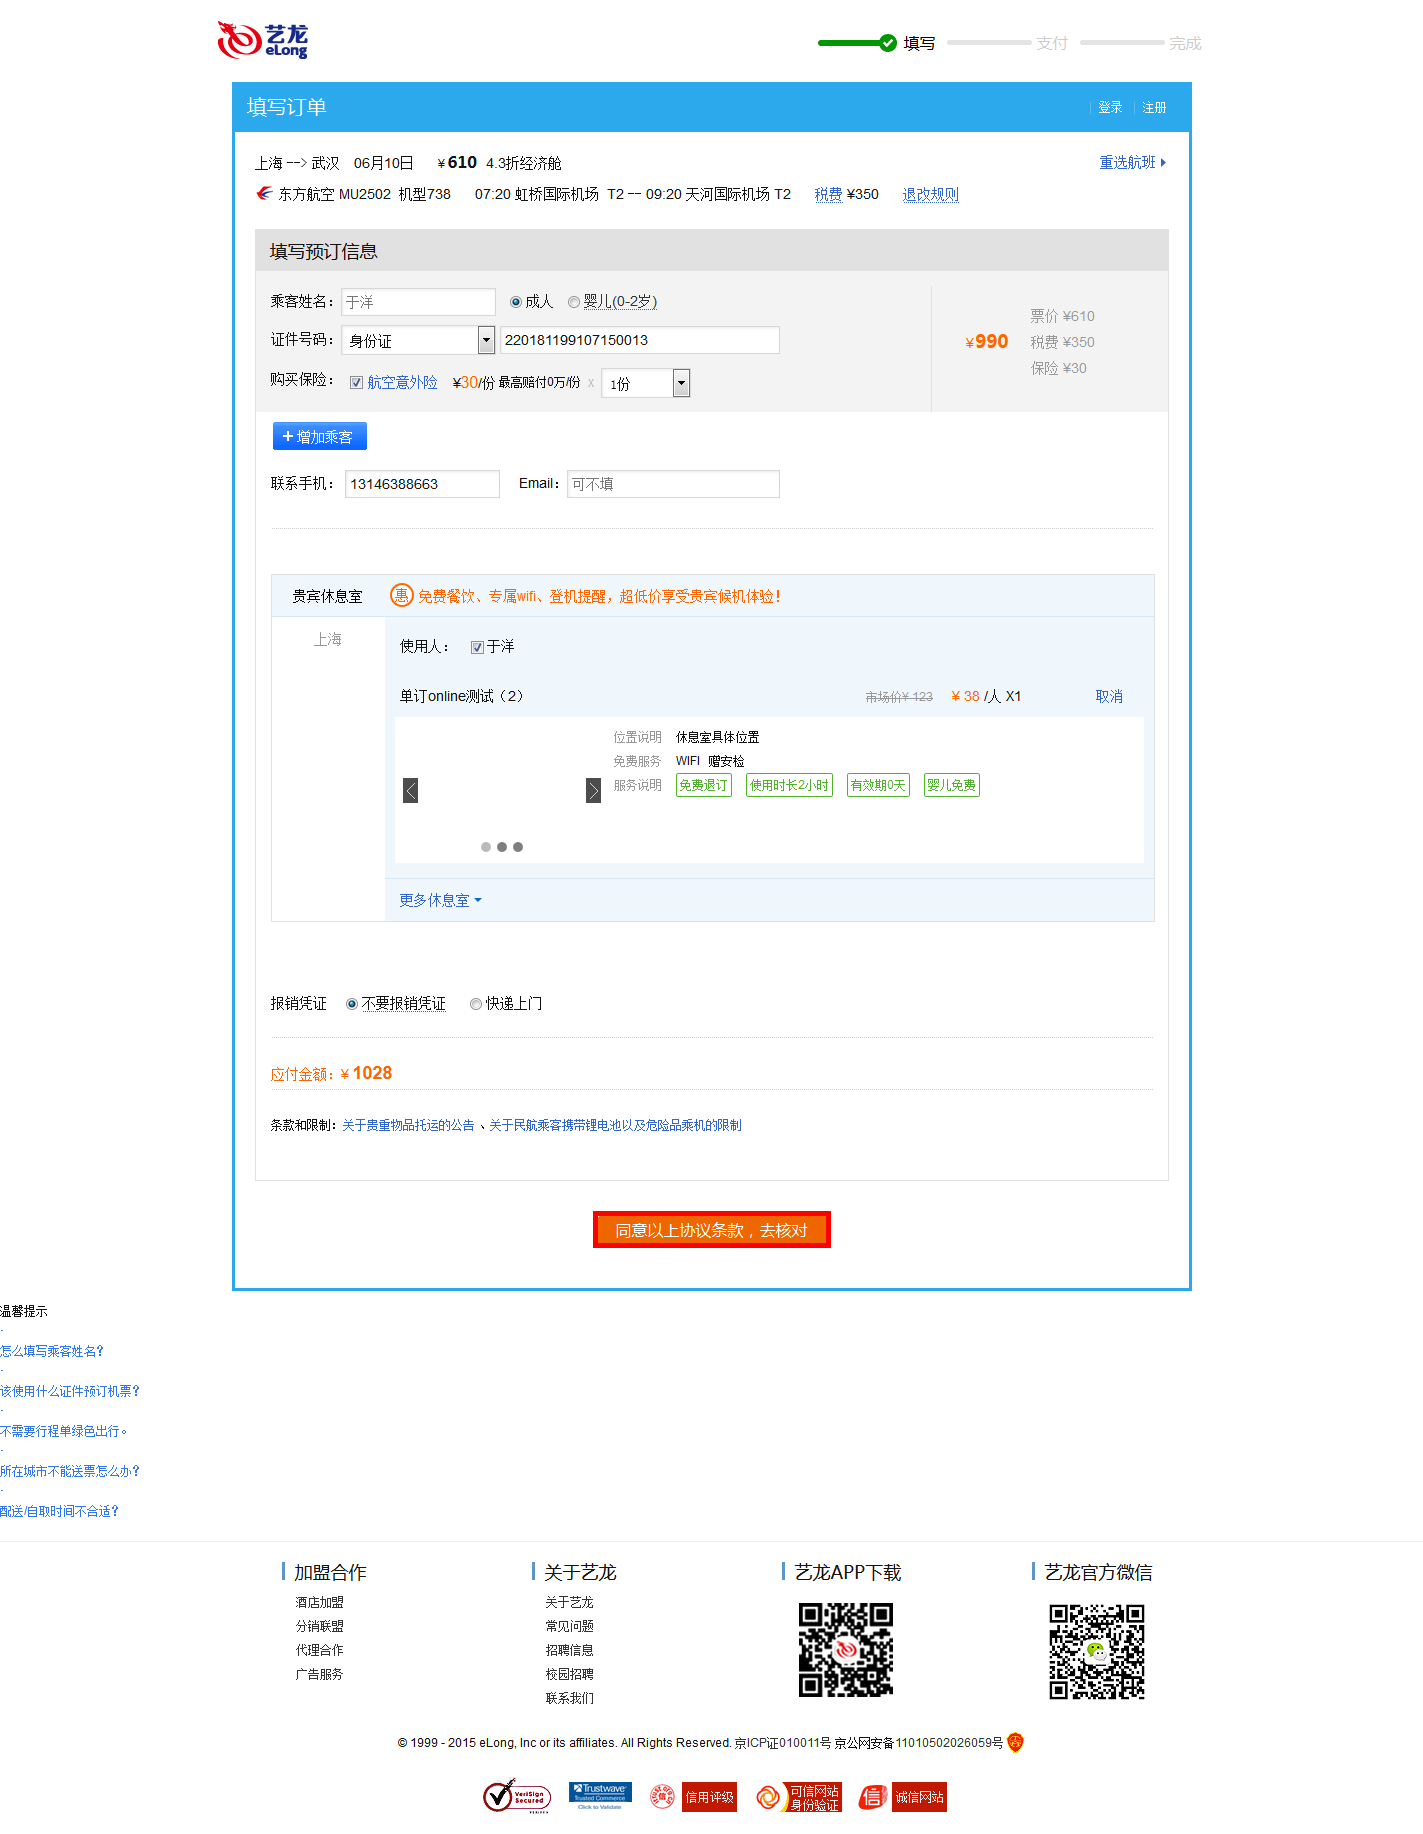 艺龙
eLong
填写 支付 完成
填写订单
登录 注册
上海 --> 武汉 06月10日 ¥610 4.3折经济舱
重选航班
东方航空 MU2502 机型738 07:20 虹桥国际机场 T2 -- 09:20 天河国际机场 T2 税费 ¥350 退改规则
填写预订信息
乘客姓名： 于洋 成人 婴儿(0-2岁)
证件号码： 身份证 220181199107150013
购买保险： 航空意外险 ¥30/份 最高赔付0万/份 x 1份
¥990
票价 ¥610
税费 ¥350
保险 ¥30
+ 增加乘客
联系手机： 13146388663 Email： 可不填
贵宾休息室 惠 免费餐饮、专属wifi、登机提醒，超低价享受贵宾候机体验！
上海
使用人： 于洋
单订online测试（2） 市场价¥ 123 ¥ 38 /人 X1 取消
位置说明 休息室具体位置
免费服务 WIFI 赠安检
服务说明 免费退订 使用时长2小时 有效期0天 婴儿免费
更多休息室
报销凭证 不要报销凭证 快递上门
应付金额：¥ 1028
条款和限制：关于贵重物品托运的公告 、关于民航乘客携带锂电池以及危险品乘机的限制
同意以上协议条款，去核对
温馨提示
·
怎么填写乘客姓名？
·
该使用什么证件预订机票？
·
不需要行程单绿色出行。
·
所在城市不能送票怎么办？
·
配送/自取时间不合适？
加盟合作
酒店加盟
分销联盟
代理合作
广告服务
关于艺龙
关于艺龙
常见问题
招聘信息
校园招聘
联系我们
艺龙APP下载
艺龙官方微信
© 1999 - 2015 eLong, Inc or its affiliates. All Rights Reserved. 京ICP证010011号 京公网安备11010502026059号
VeriSign
Secured
Trustwave
Trusted Commerce
Click to Validate
信用评级
可信网站
身份验证
信
诚信网站